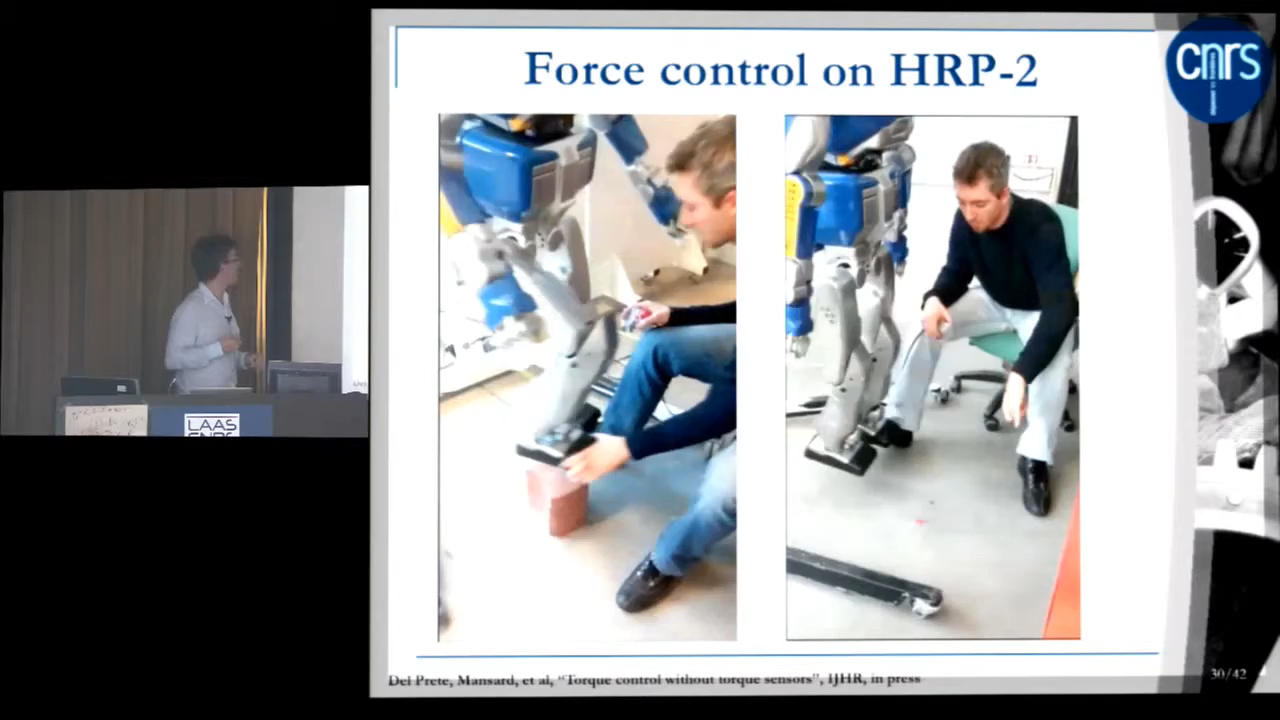 Force control on HRP-2
cnrs
LAAS
CNRS
Del Prete, Mansard, et al, “Torque control without torque sensors”, IJHR, in press
30/42